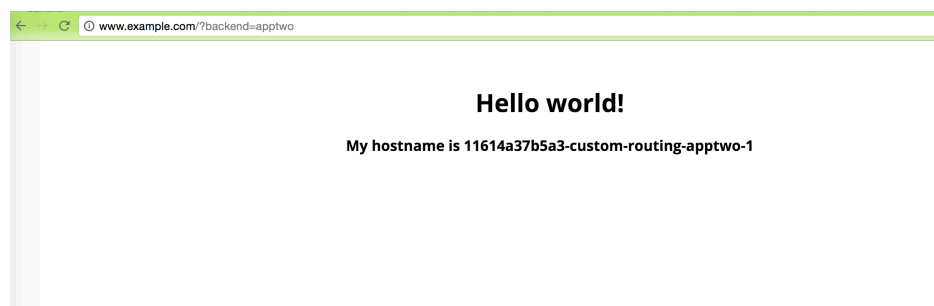 www.example.com/?backend=apptwo
Hello world!
My hostname is 11614a37b5a3-custom-routing-apptwo-1